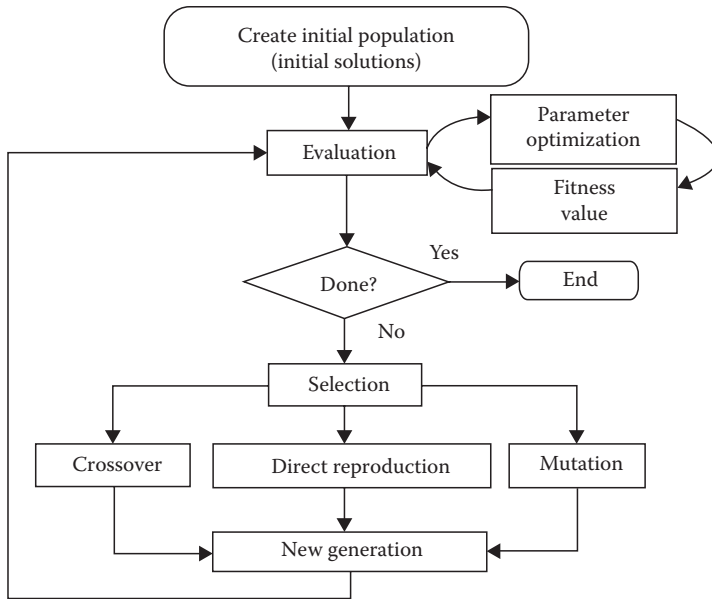 Create initial population
(initial solutions)
Parameter
optimization
Evaluation
Fitness
value
Yes
Done?
End
No
Selection
Crossover
Direct reproduction
Mutation
New generation